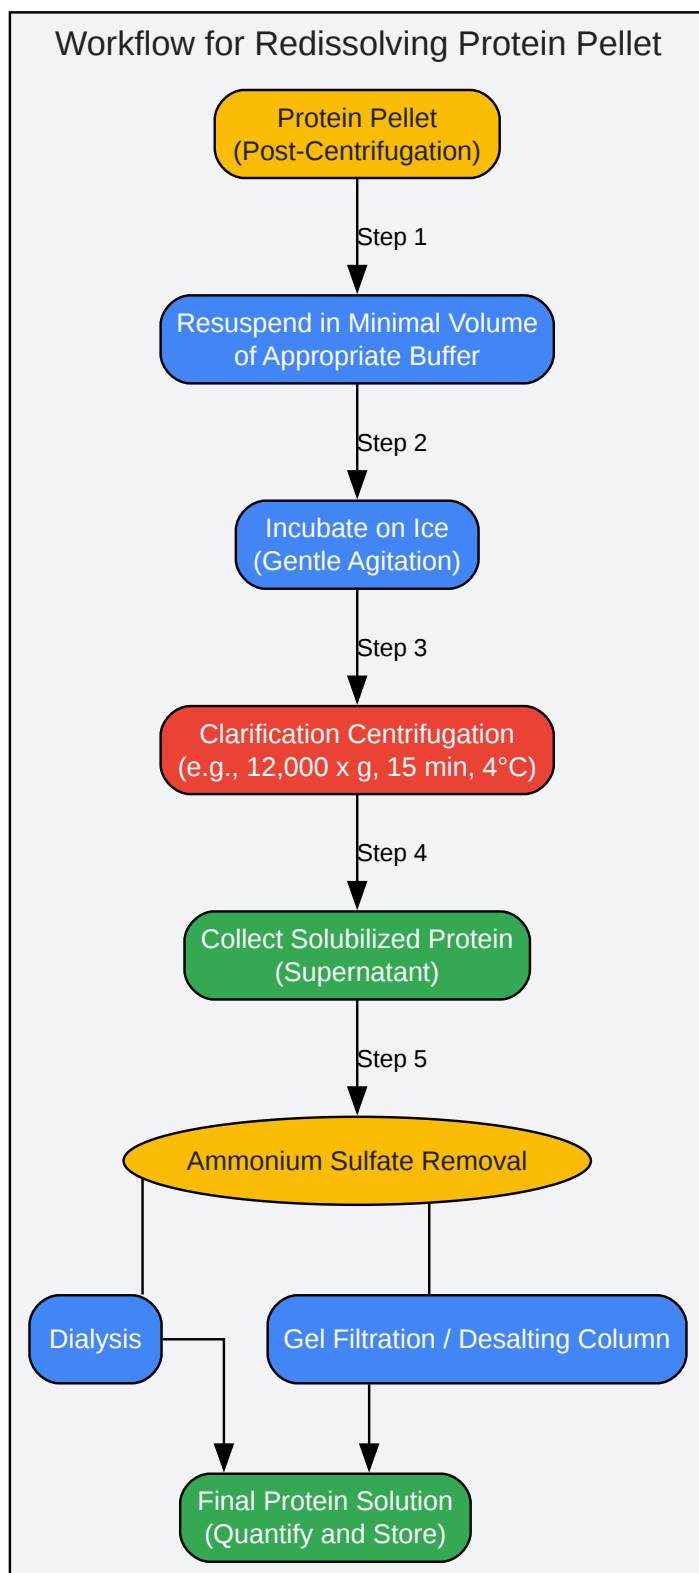 Workflow for Redissolving Protein Pellet
Protein Pellet
(Post-Centrifugation)
Step 1
Resuspend in Minimal Volume
of Appropriate Buffer
Step 2
Incubate on Ice
(Gentle Agitation)
Step 3
Clarification Centrifugation
(e.g., 12,000 x g, 15 min, 4°C)
Step 4
Collect Solubilized Protein
(Supernatant)
Step 5
Ammonium Sulfate Removal
Dialysis
Gel Filtration / Desalting Column
Final Protein Solution
(Quantify and Store)